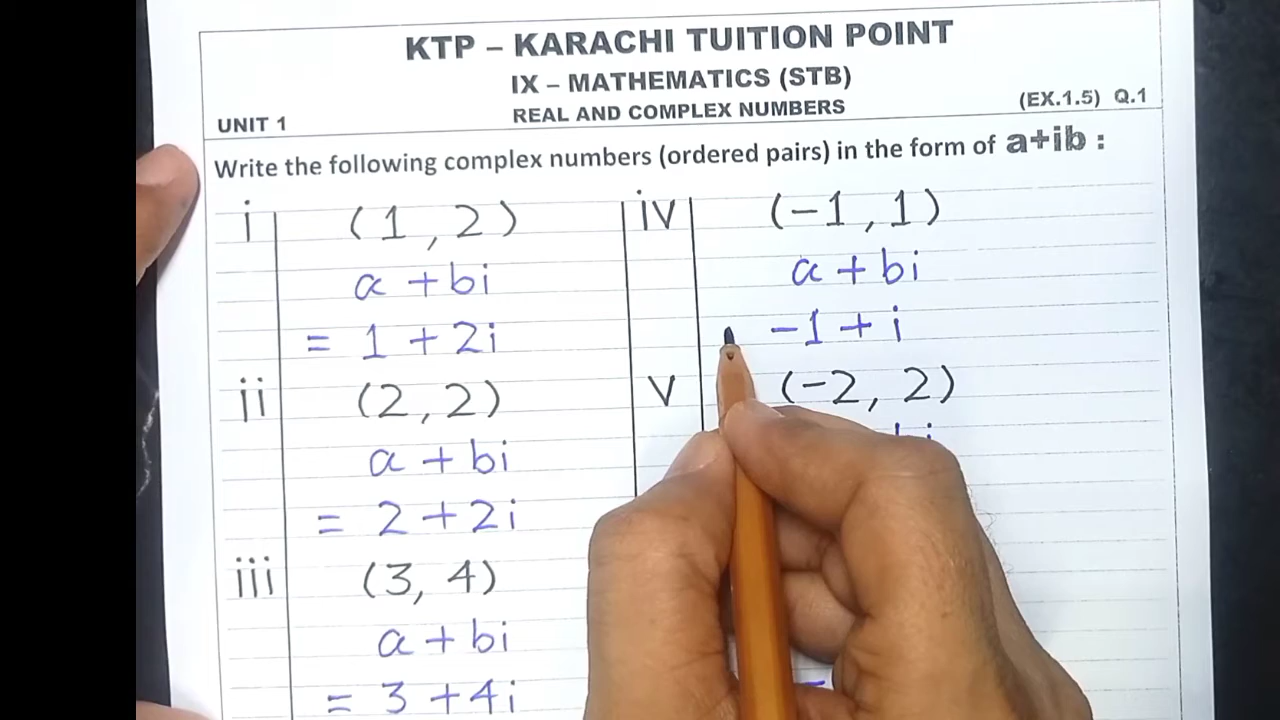 KTP – KARACHI TUITION POINT
IX – MATHEMATICS (STB)
UNIT 1
REAL AND COMPLEX NUMBERS
(EX.1.5) Q.1
Write the following complex numbers (ordered pairs) in the form of a+ib :
i (1 , 2)
a + bi
= 1 + 2i
ii (2, 2)
a + bi
= 2 + 2i
iii (3, 4)
a + bi
= 3 + 4i
iv (-1 , 1)
a + bi
-1 + i
v (-2, 2)
bi